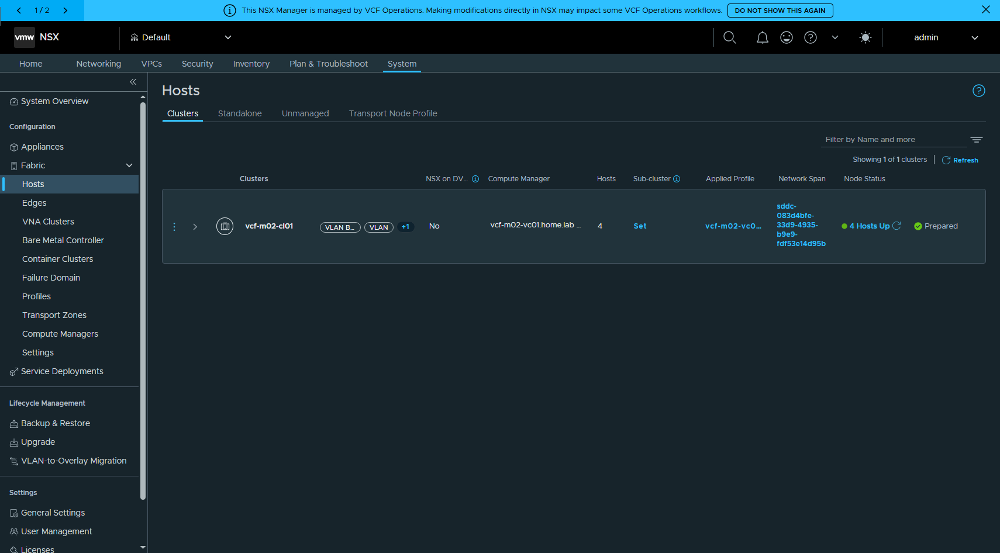 1 / 2
This NSX Manager is managed by VCF Operations. Making modifications directly in NSX may impact some VCF Operations workflows.
DO NOT SHOW THIS AGAIN
vmw NSX
Default
admin
Home Networking VPCs Security Inventory Plan & Troubleshoot System
System Overview
Configuration
Appliances
Fabric
Hosts
Edges
VNA Clusters
Bare Metal Controller
Container Clusters
Failure Domain
Profiles
Transport Zones
Compute Managers
Settings
Service Deployments
Lifecycle Management
Backup & Restore
Upgrade
VLAN-to-Overlay Migration
Settings
General Settings
User Management
Licenses
Hosts
Clusters Standalone Unmanaged Transport Node Profile
Filter by Name and more
Showing 1 of 1 clusters
Refresh
Clusters NSX on DV... Compute Manager Hosts Sub-cluster Applied Profile Network Span Node Status
vcf-m02-cl01 VLAN B... VLAN +1 No vcf-m02-vc01.home.lab ... 4 Set vcf-m02-vc0...
sddc-
083d4bfe-
33d9-4935-
b9e9-
fdf53e14d95b
4 Hosts Up Prepared